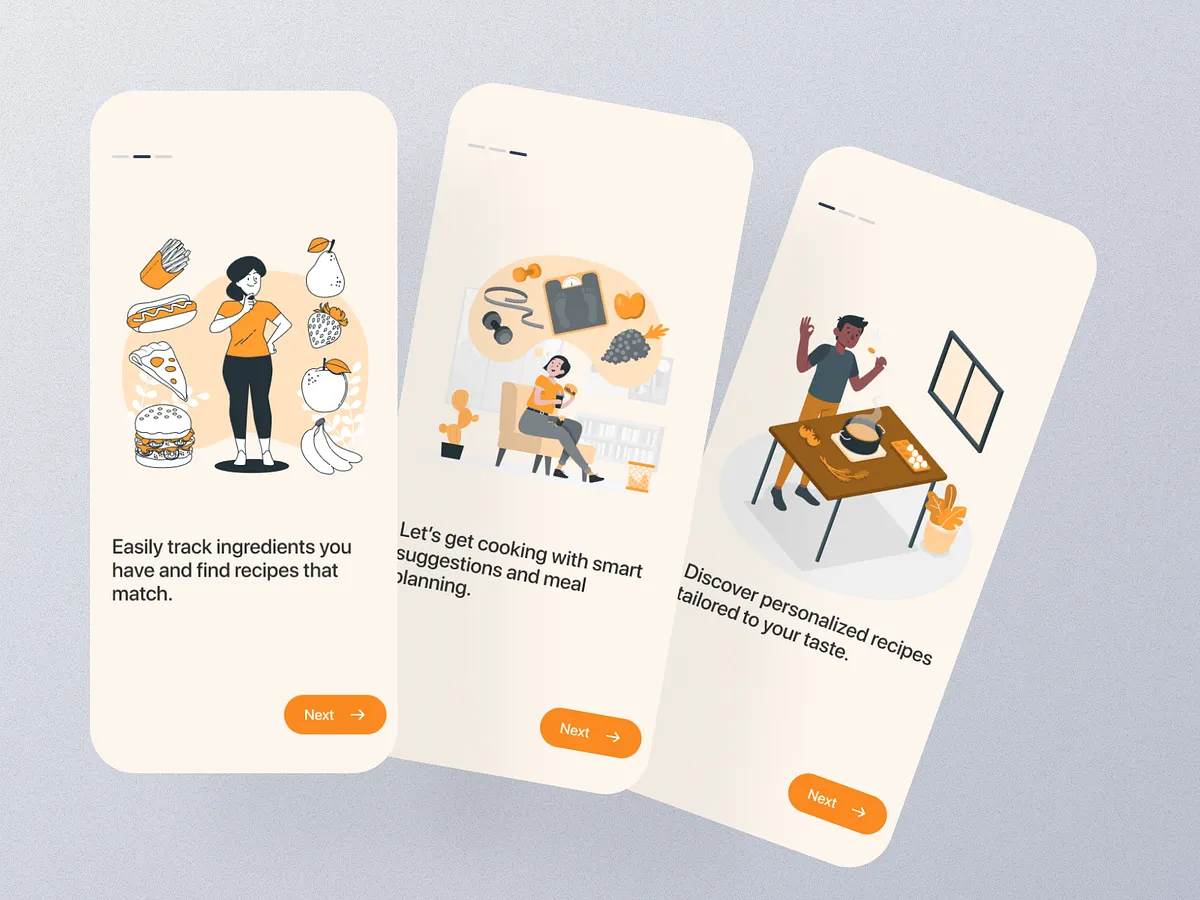 Easily track ingredients you
have and find recipes that
match.
Next
Let's get cooking with smart
suggestions and meal
planning.
Next
Discover personalized recipes
tailored to your taste.
Next